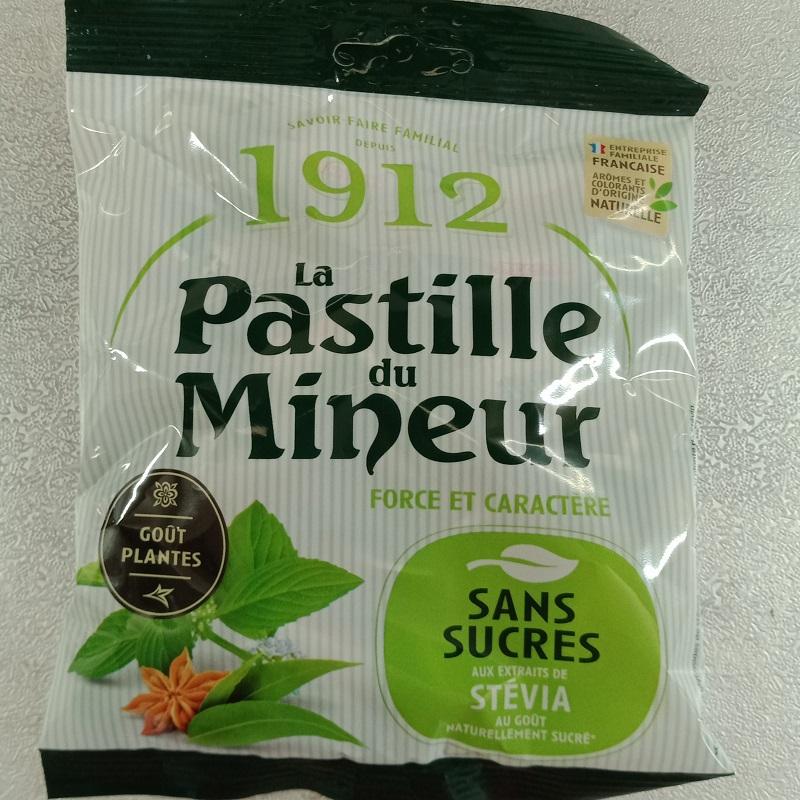 SAVOIR-FAIRE FAMILIAL
DEPUIS
1912
ENTREPRISE
FAMILIALE
FRANÇAISE
ARÔMES ET
COLORANTS
D'ORIGINE
NATURELLE
La
Pastille
du
Mineur
FORCE ET CARACTÈRE
GOÛT
PLANTES
SANS
SUCRES
AUX EXTRAITS DE
STÉVIA
AU GOÛT
NATURELLEMENT SUCRÉ*